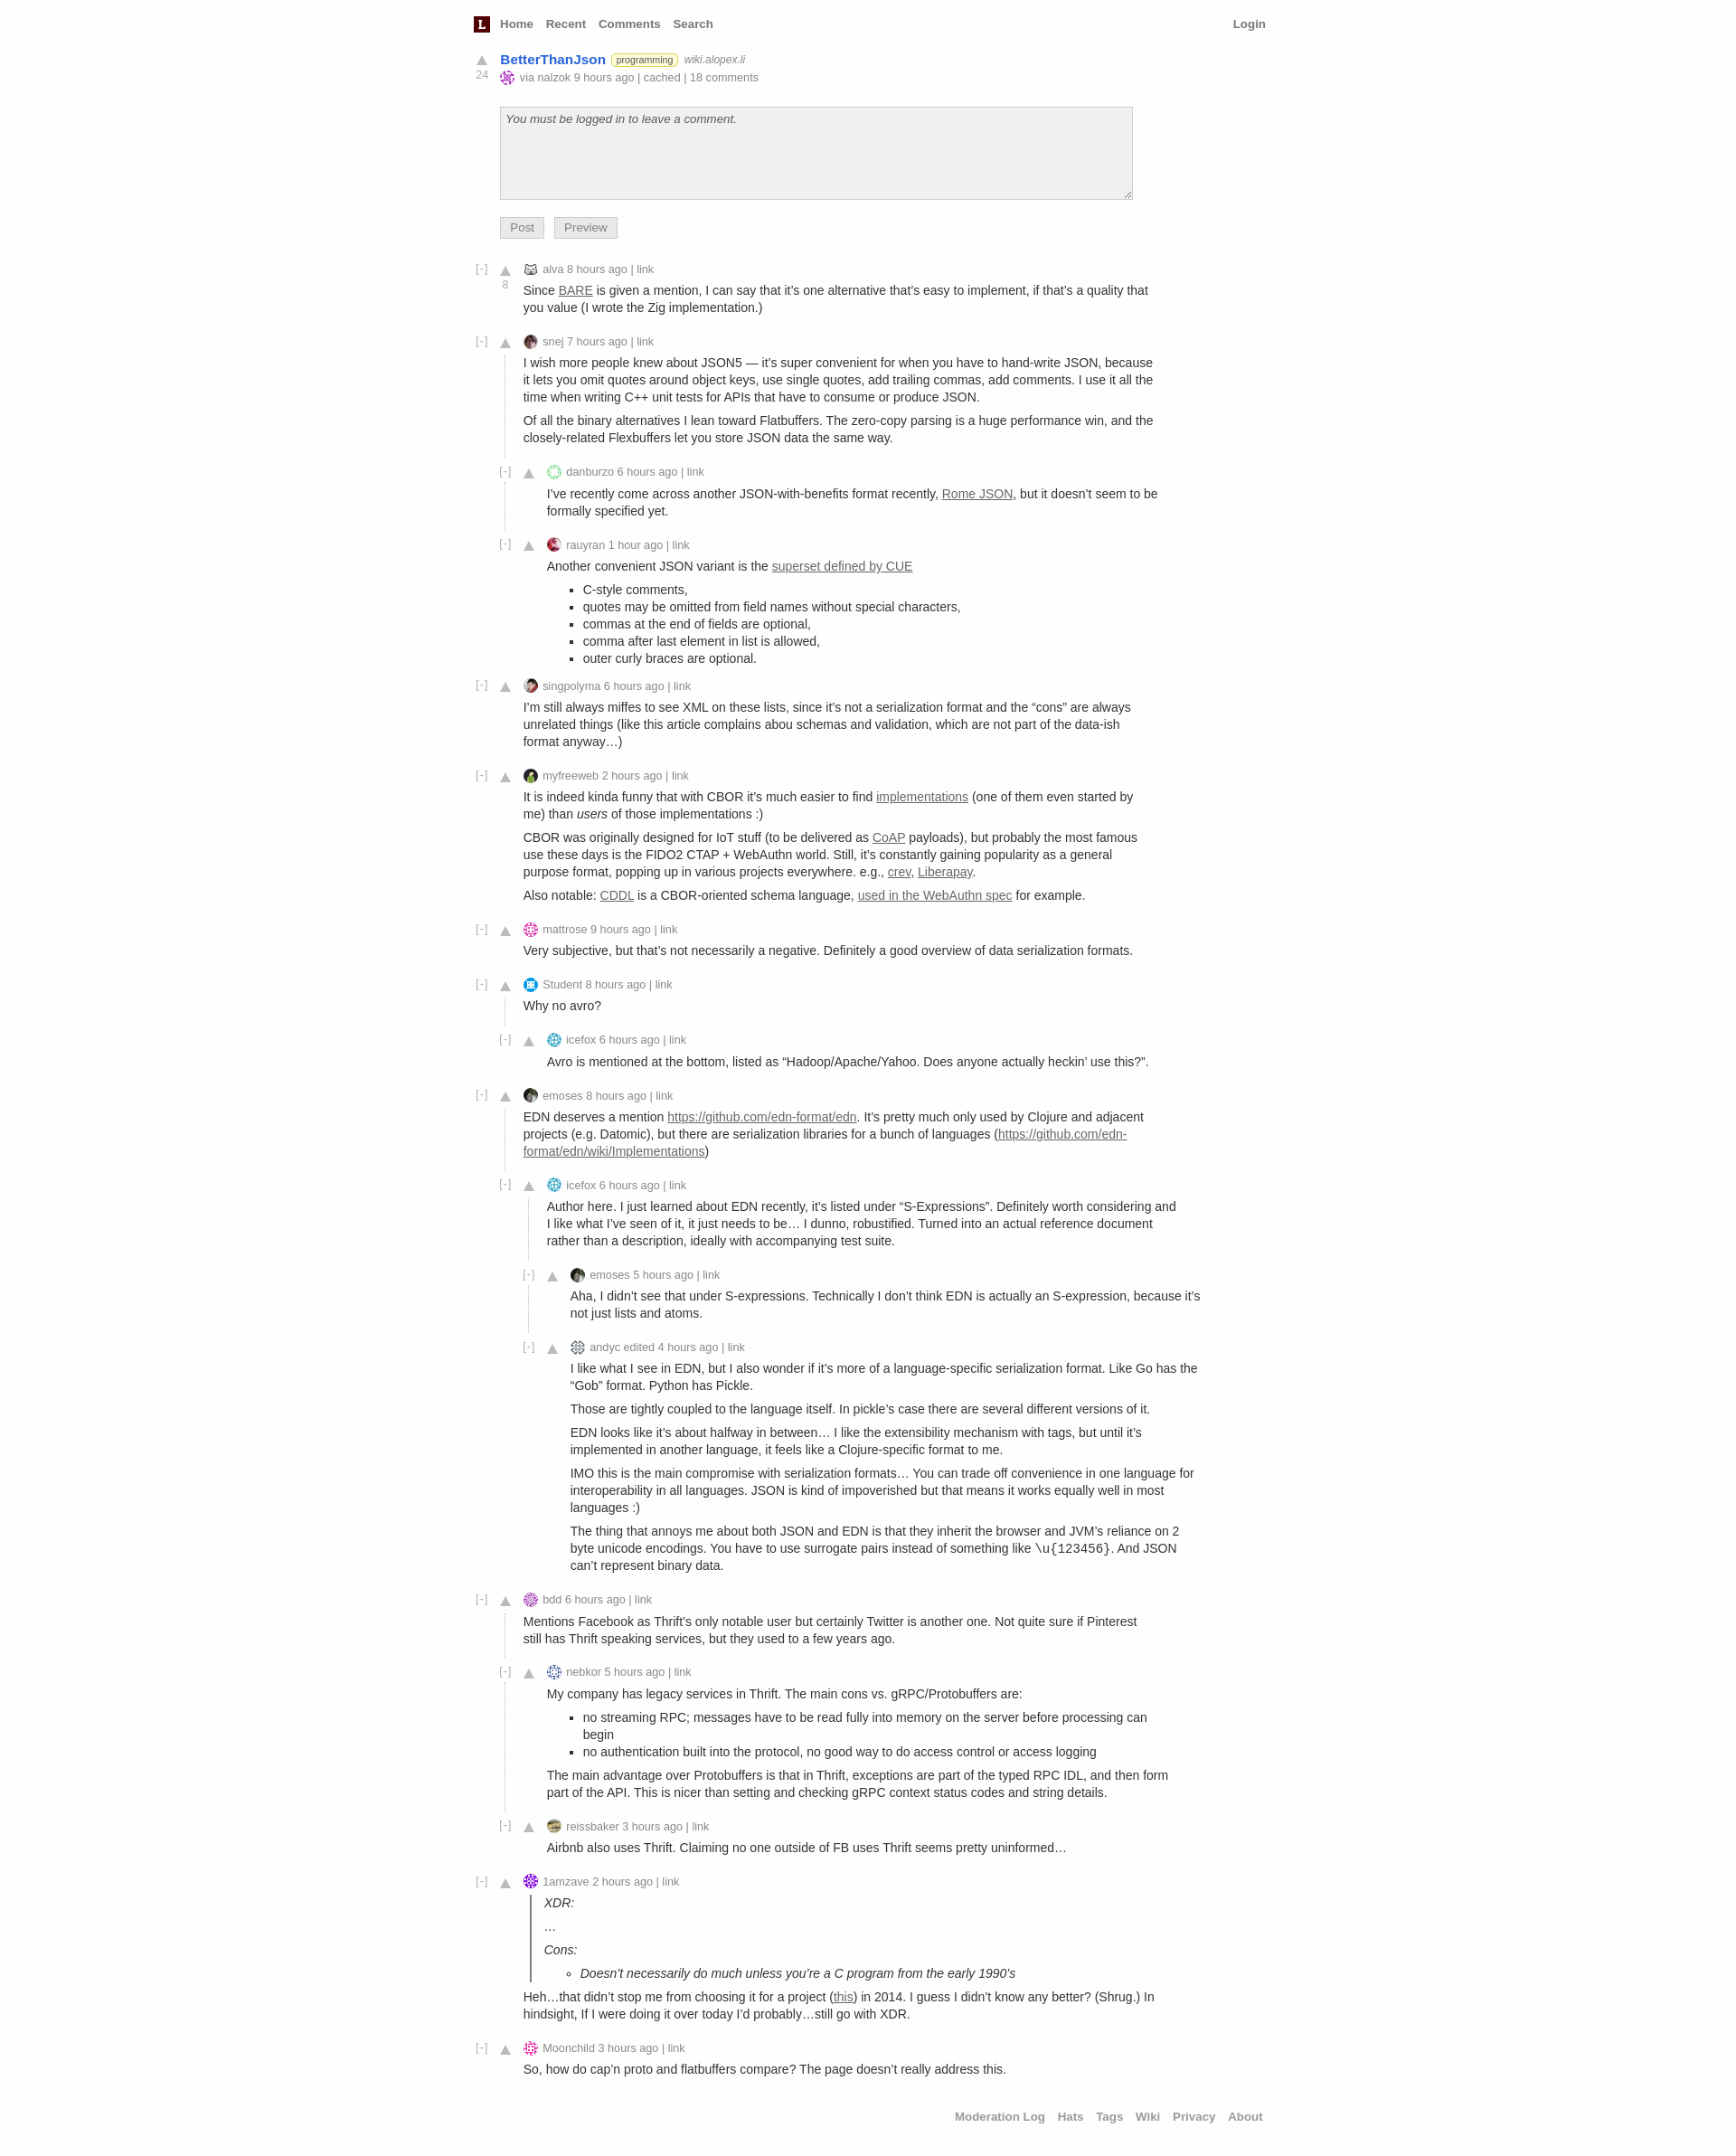 L Home Recent Comments Search Login
BetterThanJson programming wiki.alopex.li
24
via nalzok 9 hours ago | cached | 18 comments
You must be logged in to leave a comment.
Post Preview
[-] alva 8 hours ago | link
8
Since BARE is given a mention, I can say that it’s one alternative that’s easy to implement, if that’s a quality that
you value (I wrote the Zig implementation.)
[-] snej 7 hours ago | link
I wish more people knew about JSON5 — it’s super convenient for when you have to hand-write JSON, because
it lets you omit quotes around object keys, use single quotes, add trailing commas, add comments. I use it all the
time when writing C++ unit tests for APIs that have to consume or produce JSON.
Of all the binary alternatives I lean toward Flatbuffers. The zero-copy parsing is a huge performance win, and the
closely-related Flexbuffers let you store JSON data the same way.
[-] danburzo 6 hours ago | link
I’ve recently come across another JSON-with-benefits format recently, Rome JSON, but it doesn’t seem to be
formally specified yet.
[-] rauyran 1 hour ago | link
Another convenient JSON variant is the superset defined by CUE
▪ C-style comments,
▪ quotes may be omitted from field names without special characters,
▪ commas at the end of fields are optional,
▪ comma after last element in list is allowed,
▪ outer curly braces are optional.
[-] singpolyma 6 hours ago | link
I’m still always miffes to see XML on these lists, since it’s not a serialization format and the “cons” are always
unrelated things (like this article complains abou schemas and validation, which are not part of the data-ish
format anyway…)
[-] myfreeweb 2 hours ago | link
It is indeed kinda funny that with CBOR it’s much easier to find implementations (one of them even started by
me) than users of those implementations :)
CBOR was originally designed for IoT stuff (to be delivered as CoAP payloads), but probably the most famous
use these days is the FIDO2 CTAP + WebAuthn world. Still, it’s constantly gaining popularity as a general
purpose format, popping up in various projects everywhere. e.g., crev, Liberapay.
Also notable: CDDL is a CBOR-oriented schema language, used in the WebAuthn spec for example.
[-] mattrose 9 hours ago | link
Very subjective, but that’s not necessarily a negative. Definitely a good overview of data serialization formats.
[-] Student 8 hours ago | link
Why no avro?
[-] icefox 6 hours ago | link
Avro is mentioned at the bottom, listed as “Hadoop/Apache/Yahoo. Does anyone actually heckin’ use this?”.
[-] emoses 8 hours ago | link
EDN deserves a mention https://github.com/edn-format/edn. It’s pretty much only used by Clojure and adjacent
projects (e.g. Datomic), but there are serialization libraries for a bunch of languages (https://github.com/edn-
format/edn/wiki/Implementations)
[-] icefox 6 hours ago | link
Author here. I just learned about EDN recently, it’s listed under “S-Expressions”. Definitely worth considering and
I like what I’ve seen of it, it just needs to be… I dunno, robustified. Turned into an actual reference document
rather than a description, ideally with accompanying test suite.
[-] emoses 5 hours ago | link
Aha, I didn’t see that under S-expressions. Technically I don’t think EDN is actually an S-expression, because it’s
not just lists and atoms.
[-] andyc edited 4 hours ago | link
I like what I see in EDN, but I also wonder if it’s more of a language-specific serialization format. Like Go has the
“Gob” format. Python has Pickle.
Those are tightly coupled to the language itself. In pickle’s case there are several different versions of it.
EDN looks like it’s about halfway in between… I like the extensibility mechanism with tags, but until it’s
implemented in another language, it feels like a Clojure-specific format to me.
IMO this is the main compromise with serialization formats… You can trade off convenience in one language for
interoperability in all languages. JSON is kind of impoverished but that means it works equally well in most
languages :)
The thing that annoys me about both JSON and EDN is that they inherit the browser and JVM’s reliance on 2
byte unicode encodings. You have to use surrogate pairs instead of something like \u{123456}. And JSON
can’t represent binary data.
[-] bdd 6 hours ago | link
Mentions Facebook as Thrift’s only notable user but certainly Twitter is another one. Not quite sure if Pinterest
still has Thrift speaking services, but they used to a few years ago.
[-] nebkor 5 hours ago | link
My company has legacy services in Thrift. The main cons vs. gRPC/Protobuffers are:
▪ no streaming RPC; messages have to be read fully into memory on the server before processing can
begin
▪ no authentication built into the protocol, no good way to do access control or access logging
The main advantage over Protobuffers is that in Thrift, exceptions are part of the typed RPC IDL, and then form
part of the API. This is nicer than setting and checking gRPC context status codes and string details.
[-] reissbaker 3 hours ago | link
Airbnb also uses Thrift. Claiming no one outside of FB uses Thrift seems pretty uninformed…
[-] 1amzave 2 hours ago | link
XDR:
…
Cons:
◦ Doesn’t necessarily do much unless you’re a C program from the early 1990’s
Heh…that didn’t stop me from choosing it for a project (this) in 2014. I guess I didn’t know any better? (Shrug.) In
hindsight, If I were doing it over today I’d probably…still go with XDR.
[-] Moonchild 3 hours ago | link
So, how do cap’n proto and flatbuffers compare? The page doesn’t really address this.
Moderation Log Hats Tags Wiki Privacy About